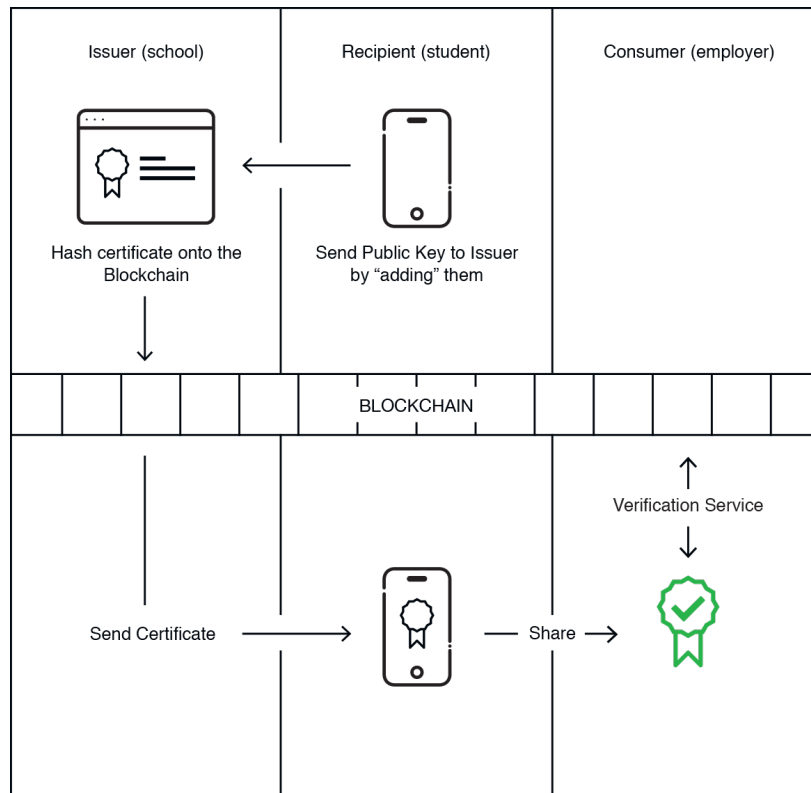 Issuer (school)
Recipient (student)
Consumer (employer)
Hash certificate onto the
Blockchain
Send Public Key to Issuer
by “adding” them
BLOCKCHAIN
Verification Service
Send Certificate
Share